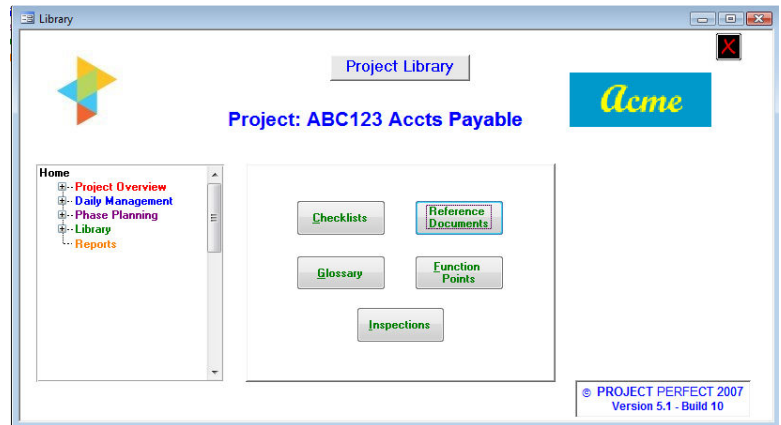 Library
Project Library
Acme
Project: ABC123 Accts Payable
Home
Project Overview
Daily Management
Phase Planning
Library
Reports
Checklists
Reference
Documents
Glossary
Function
Points
Inspections
© PROJECT PERFECT 2007
Version 5.1 - Build 10